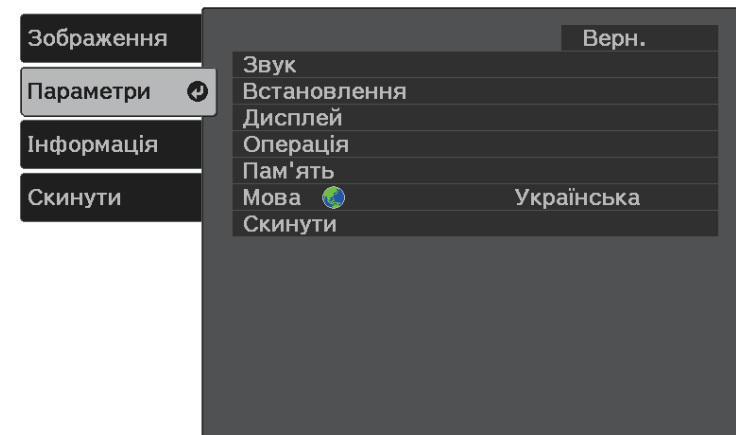 Зображення
Параметри
Інформація
Скинути
Верн.
Звук
Встановлення
Дисплей
Операція
Пам'ять
Мова Українська
Скинути